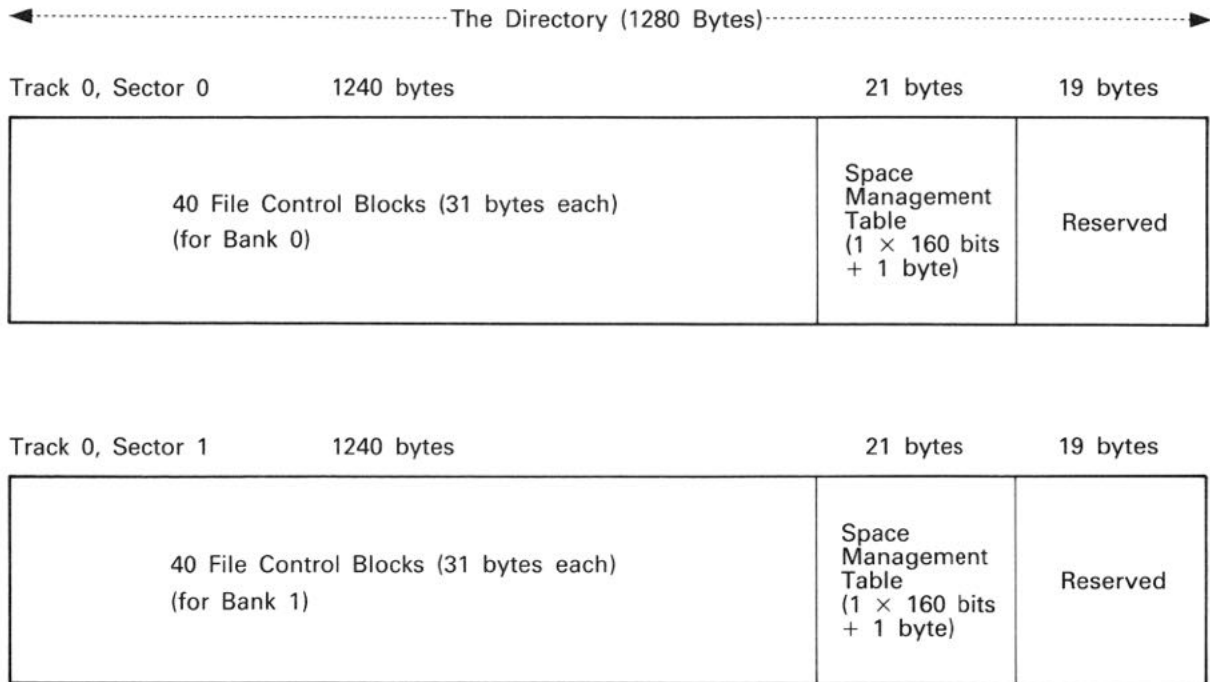 The Directory (1280 Bytes)
Track 0, Sector 0 1240 bytes 21 bytes 19 bytes
40 File Control Blocks (31 bytes each)
(for Bank 0)
Space
Management
Table
(1 × 160 bits
+ 1 byte)
Reserved
Track 0, Sector 1 1240 bytes 21 bytes 19 bytes
40 File Control Blocks (31 bytes each)
(for Bank 1)
Space
Management
Table
(1 × 160 bits
+ 1 byte)
Reserved